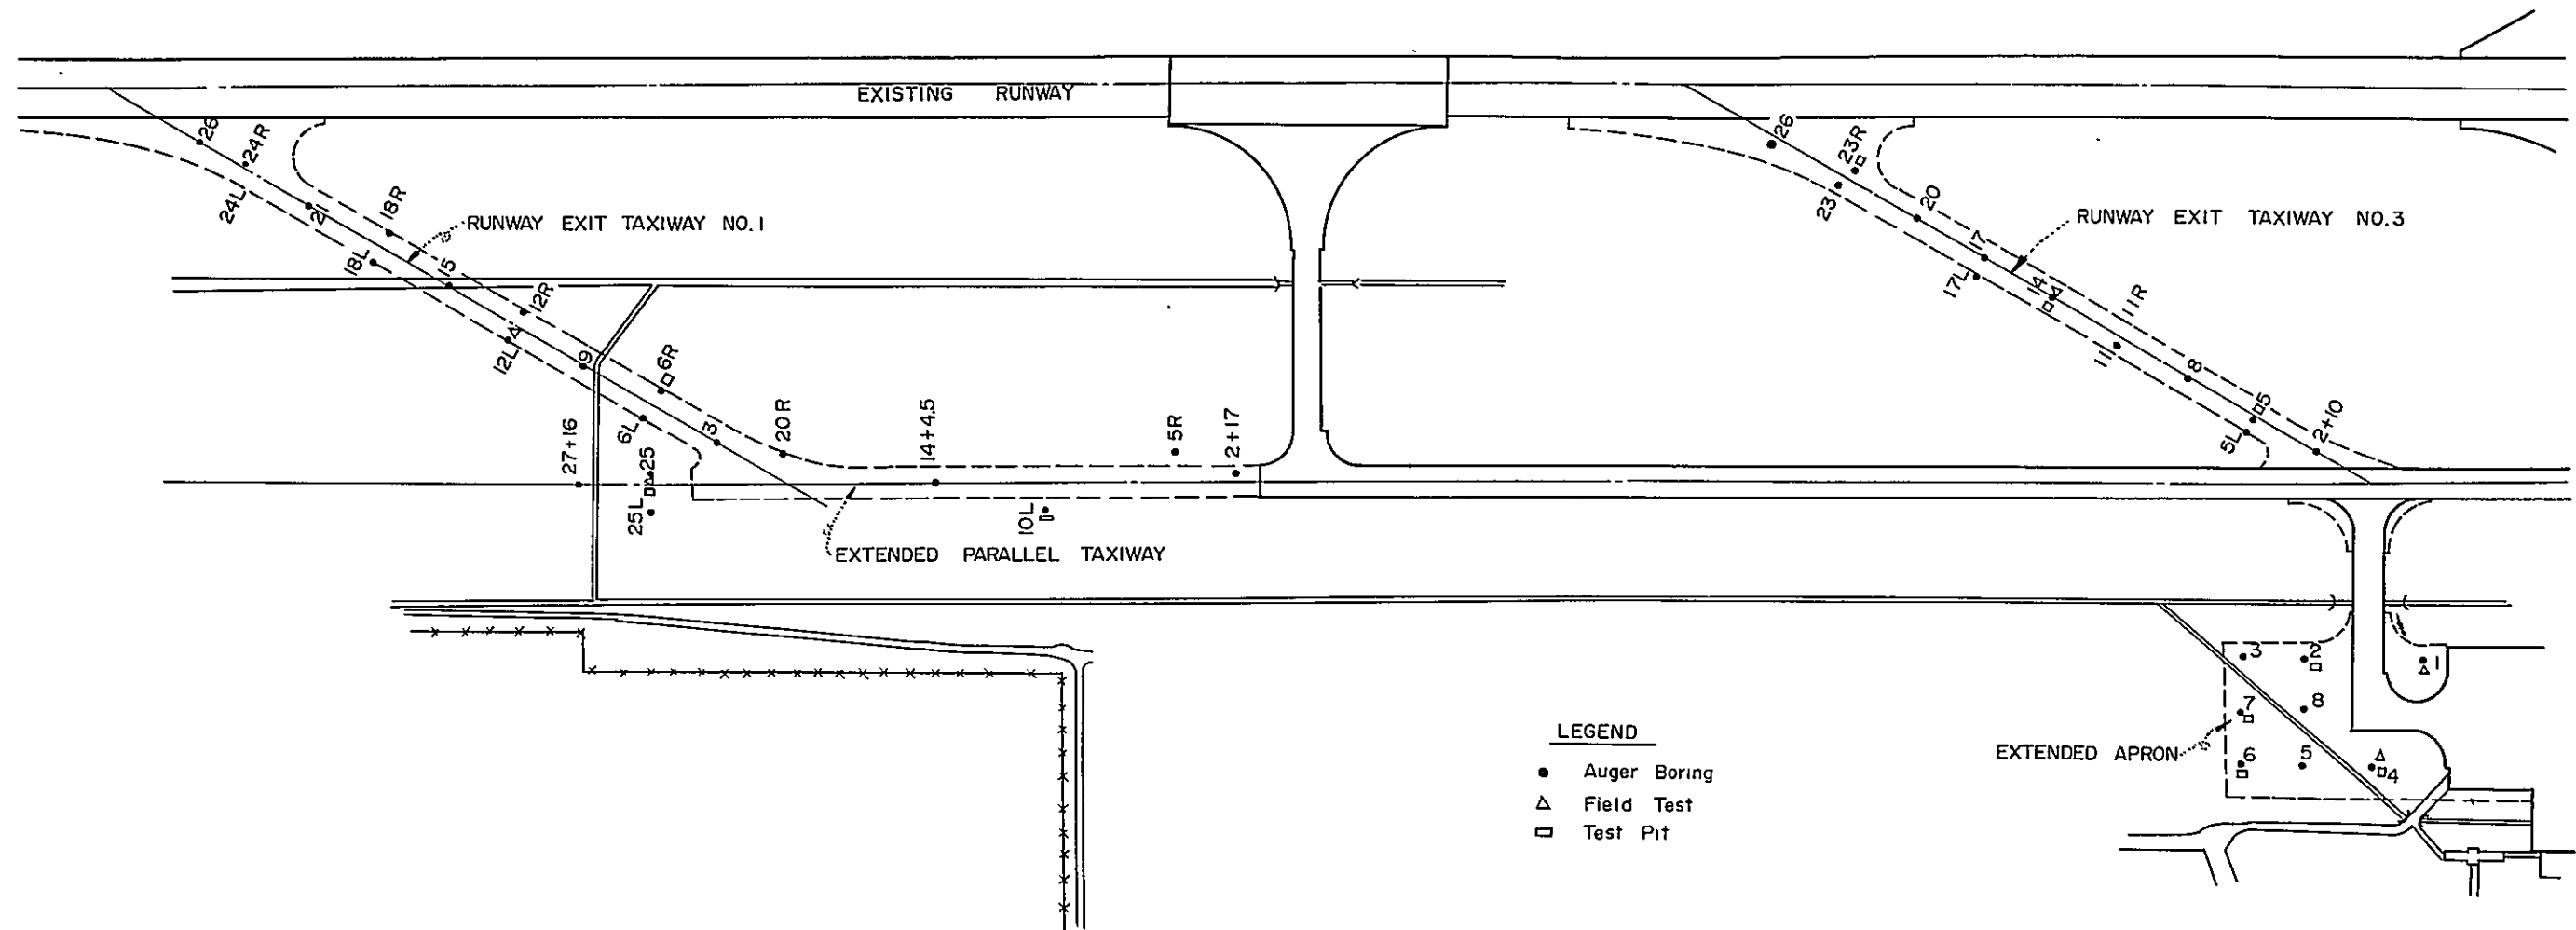 EXISTING RUNWAY
26
24R
24L
21
18R
RUNWAY EXIT TAXIWAY NO.1
18L
15
12R
12L
9
6R
6L
3
20R
14+4.5
5R
2+17
27+16
25
25L
10L
EXTENDED PARALLEL TAXIWAY
26
23R
23
20
RUNWAY EXIT TAXIWAY NO.3
17
17L
14
11R
11
8
5
5L
2+10
3
2
1
7
8
EXTENDED APRON
6
5
4
LEGEND
Auger Boring
Field Test
Test Pit